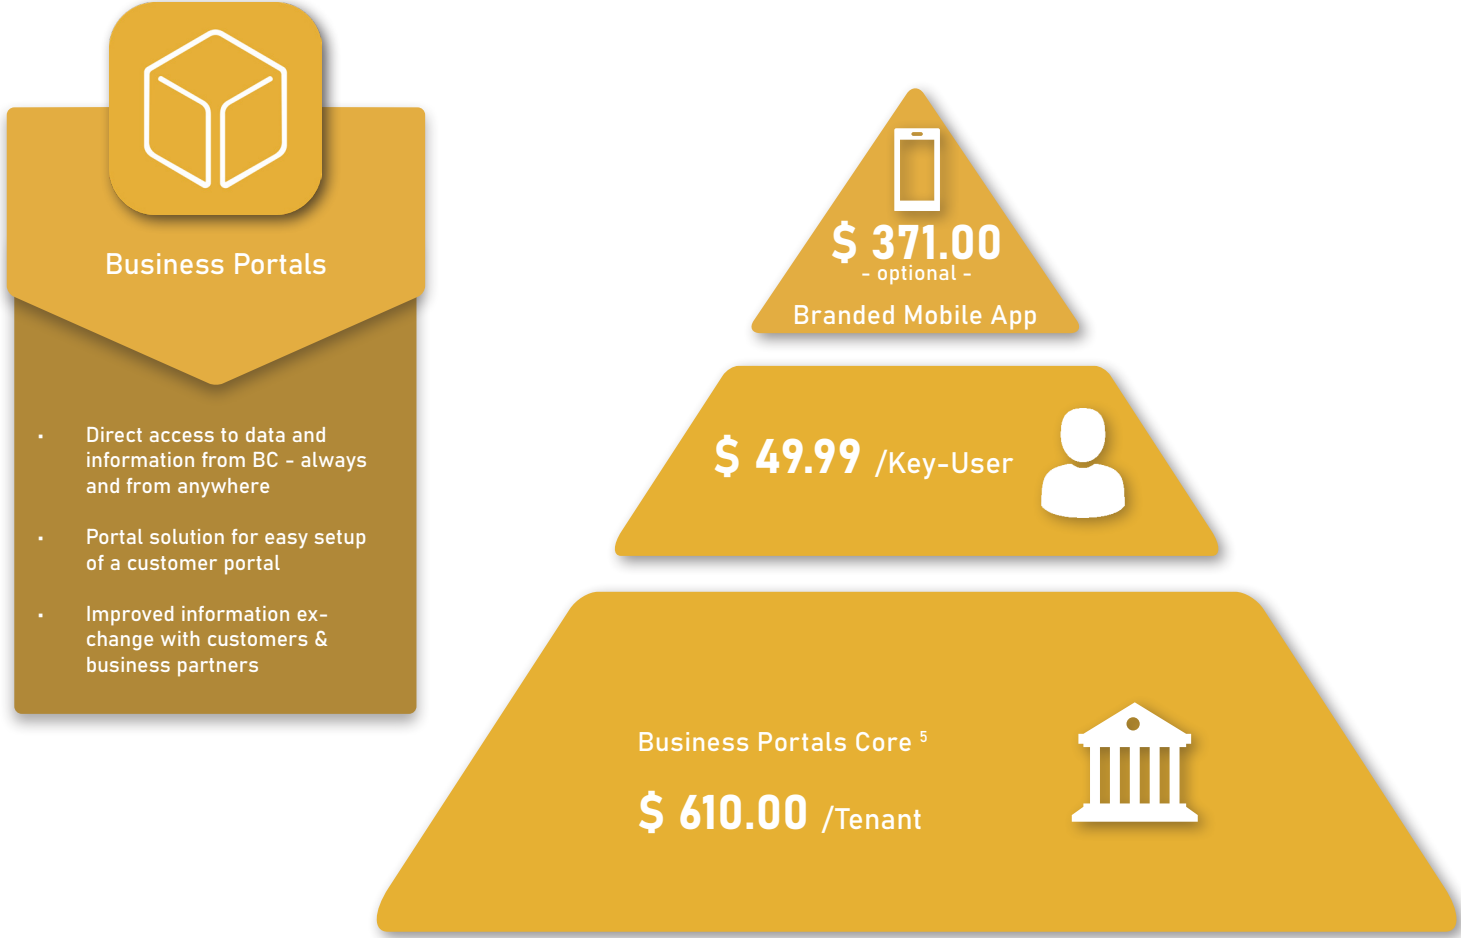 Business Portals
▪ Direct access to data and
information from BC - always
and from anywhere
▪ Portal solution for easy setup
of a customer portal
▪ Improved information ex-
change with customers &
business partners
$ 371.00
- optional -
Branded Mobile App
$ 49.99 /Key-User
Business Portals Core ⁵
$ 610.00 /Tenant